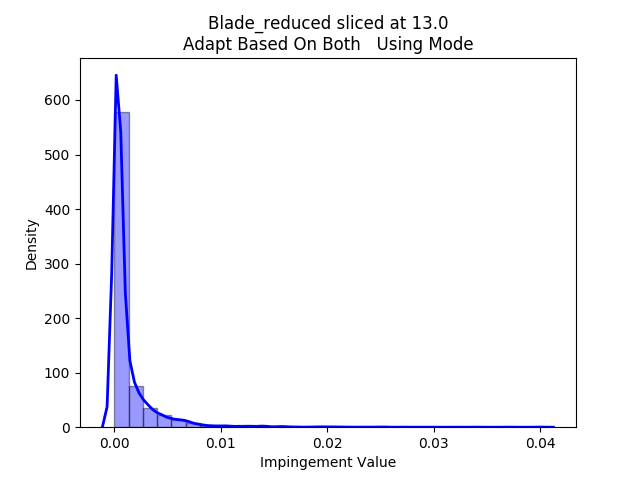 Blade_reduced sliced at 13.0
Adapt Based On Both   Using Mode
600
500
400
300
200
100
0
Density
0.00 0.01 0.02 0.03 0.04
Impingement Value